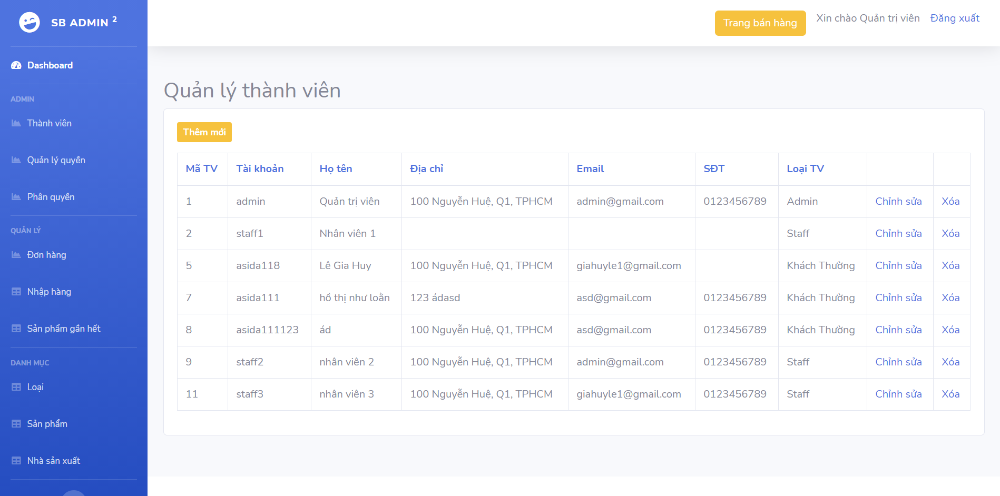 SB ADMIN 2
Trang bán hàng
Xin chào Quản trị viên
Đăng xuất
Dashboard
ADMIN
Thành viên
Quản lý quyền
Phân quyền
QUẢN LÝ
Đơn hàng
Nhập hàng
Sản phẩm gần hết
DANH MỤC
Loại
Sản phẩm
Nhà sản xuất
Quản lý thành viên
Thêm mới
Mã TV Tài khoản Họ tên Địa chỉ Email SĐT Loại TV
1 admin Quản trị viên 100 Nguyễn Huệ, Q1, TPHCM admin@gmail.com 0123456789 Admin Chỉnh sửa Xóa
2 staff1 Nhân viên 1 Staff Chỉnh sửa Xóa
5 asida118 Lê Gia Huy 100 Nguyễn Huệ, Q1, TPHCM giahuyle1@gmail.com Khách Thường Chỉnh sửa Xóa
7 asida111 hồ thị như loằn 123 ádasd asd@gmail.com 0123456789 Khách Thường Chỉnh sửa Xóa
8 asida111123 ád 100 Nguyễn Huệ, Q1, TPHCM asd@gmail.com 0123456789 Khách Thường Chỉnh sửa Xóa
9 staff2 nhân viên 2 100 Nguyễn Huệ, Q1, TPHCM admin@gmail.com 0123456789 Staff Chỉnh sửa Xóa
11 staff3 nhân viên 3 100 Nguyễn Huệ, Q1, TPHCM giahuyle1@gmail.com 0123456789 Staff Chỉnh sửa Xóa